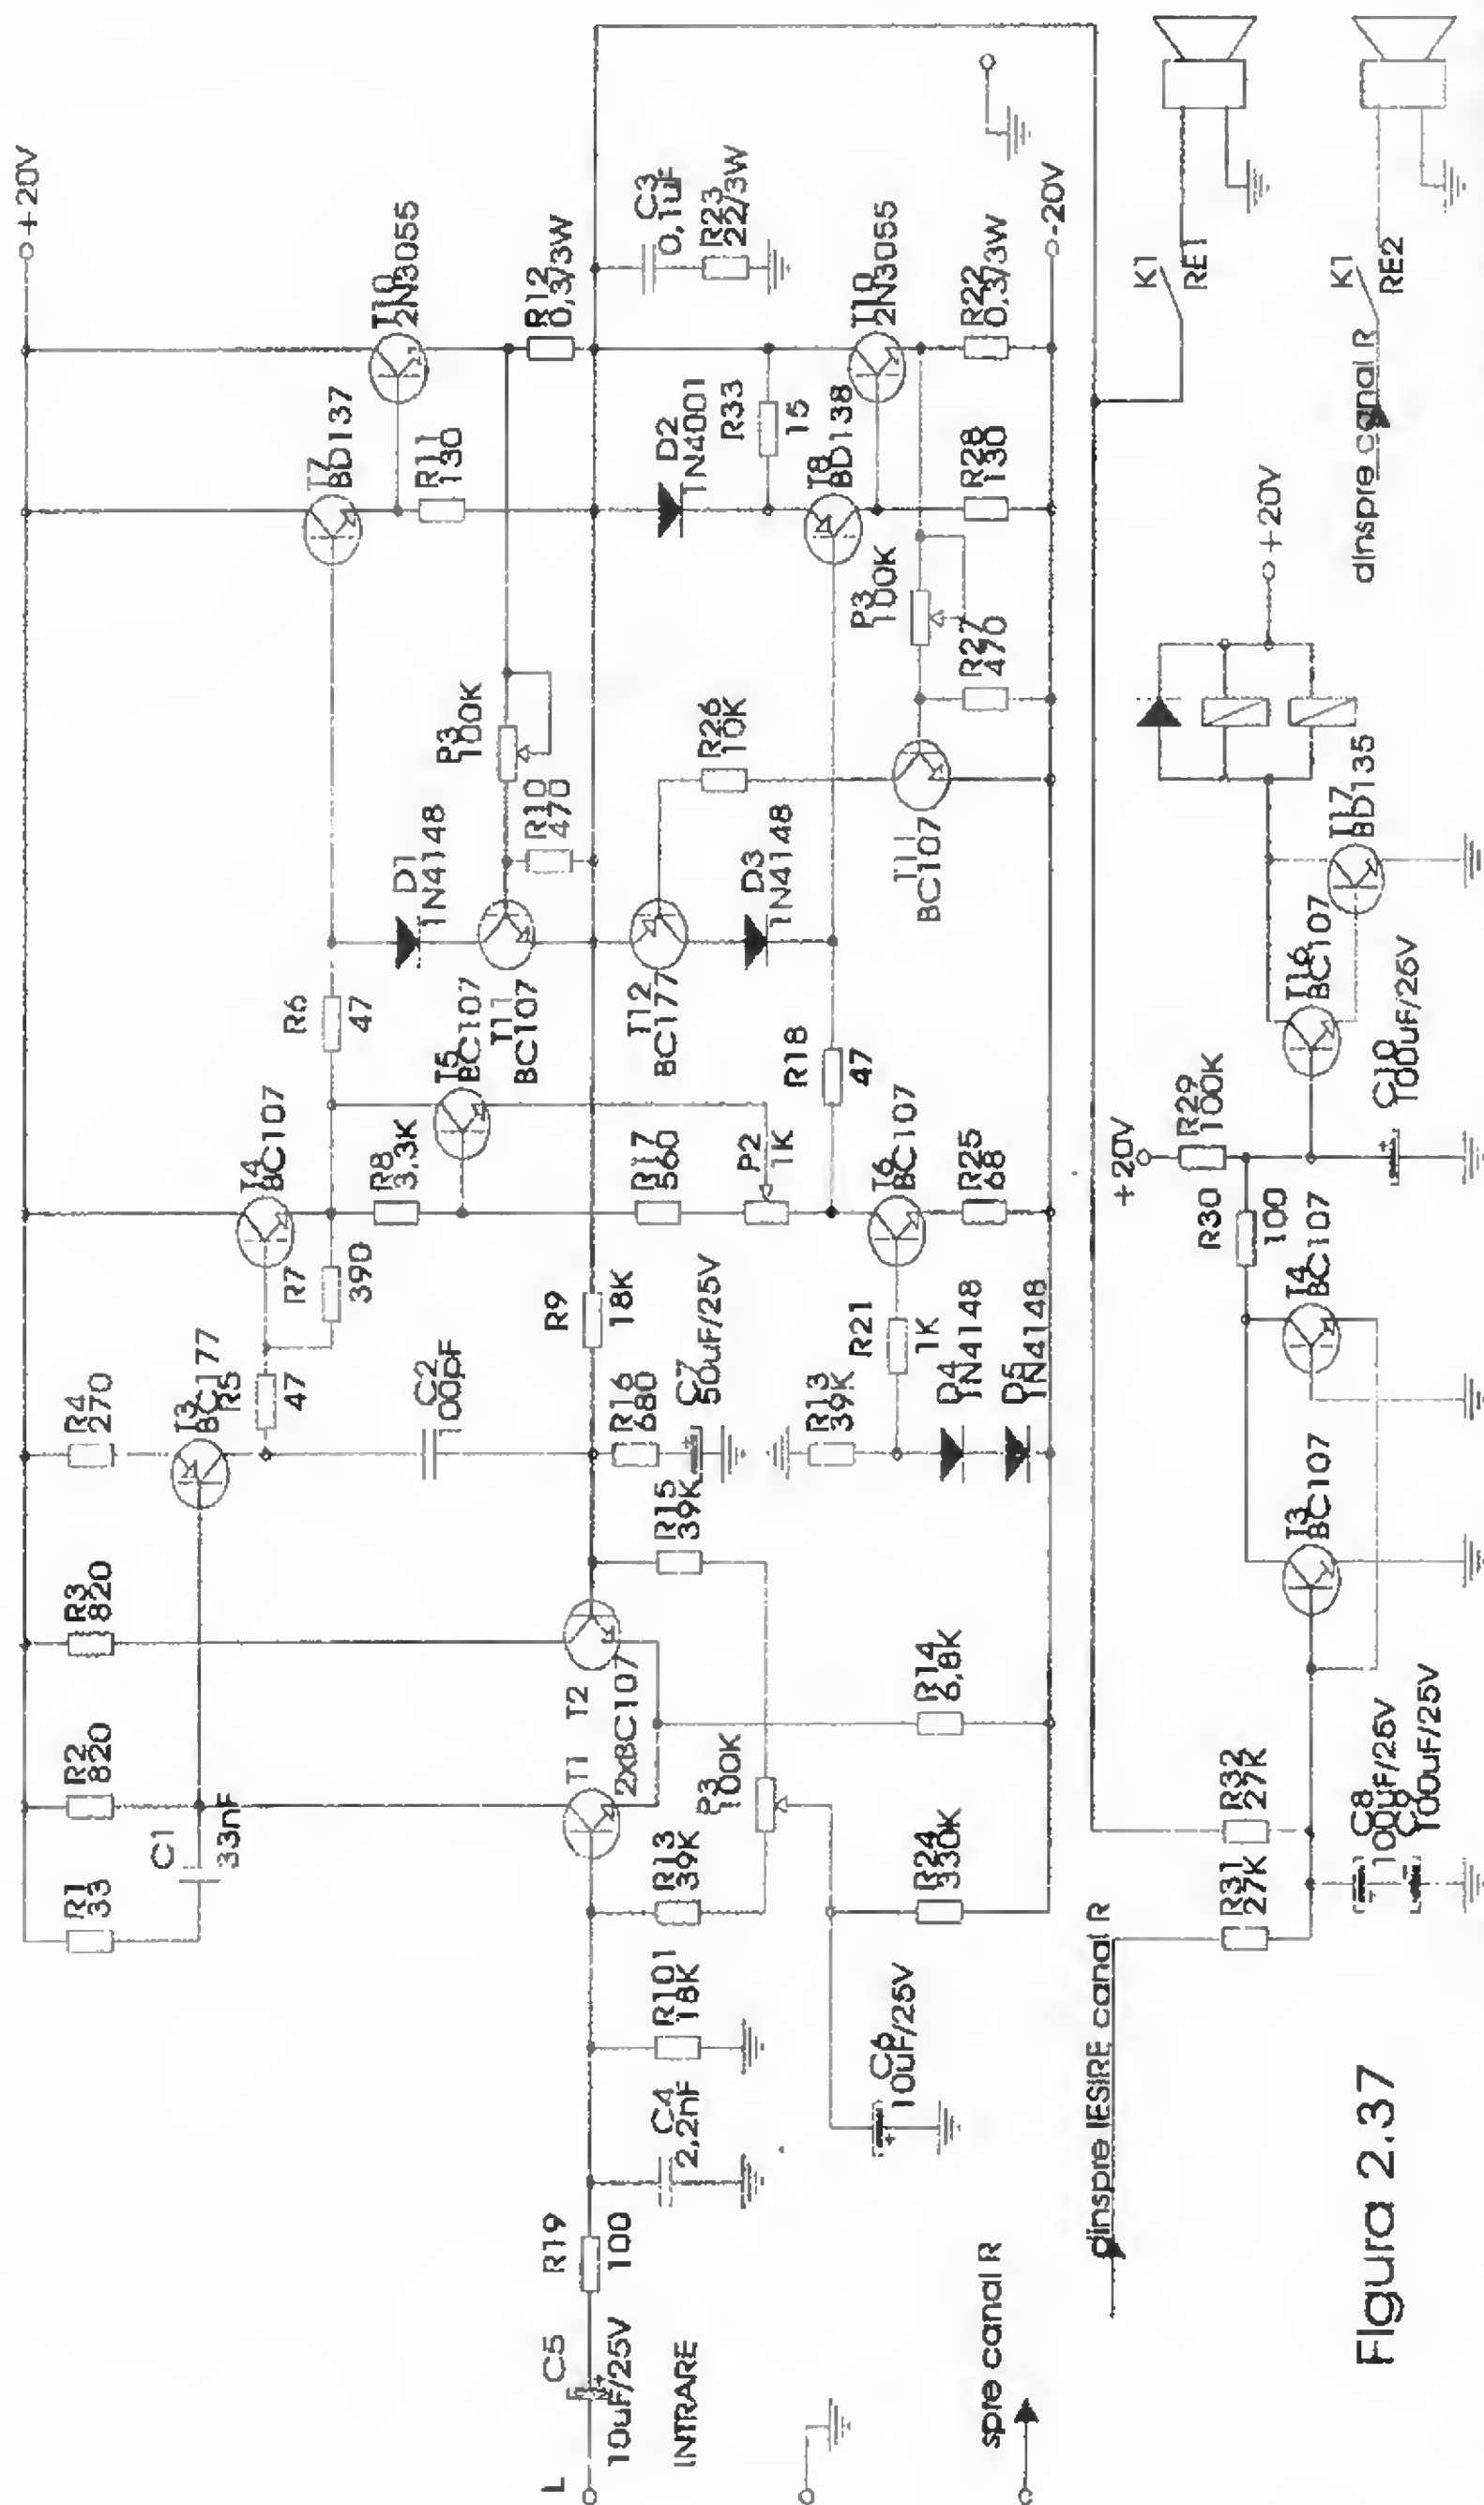 +20V
R1
33
C1
33nF
R2
820
R3
820
R4
270
T3
BC177
R5
47
R7
390
T4
BC107
R6
47
T7
BD137
T10
2N3055
R8
3,3K
T5
BC107
D1
1N4148
T11
BC107
P3
100K
R10
470
R11
130
R12
0,3/3W
L
C5
10uF/25V
INTRARE
R19
100
C4
2,2nF
R101
18K
R13
39K
T1
T2
2xBC107
P3
100K
R15
39K
C2
100pF
R9
18K
R16
680
C7
50uF/25V
R17
560
P2
1K
T12
BC177
R26
10K
D3
1N4148
R18
47
D2
1N4001
R33
15
T8
BD138
T10
2N3055
C3
0,1uF
R23
22/3W
C6
10uF/25V
R24
330K
R14
6,8K
R13
39K
R21
1K
D4
1N4148
D5
1N4148
T6
BC107
R25
68
T11
BC107
P3
100K
R27
470
R28
130
R22
0,3/3W
-20V
spre canal R
dinspre IESIRE canal R
R31
27K
R32
27K
C8
100uF/25V
C9
100uF/25V
T3
BC107
T4
BC107
R30
100
+20V
R29
100K
C10
100uF/25V
T16
BC107
T17
BD135
+20V
dinspre canal R
K1
RE1
K1
RE2
Figura 2.37